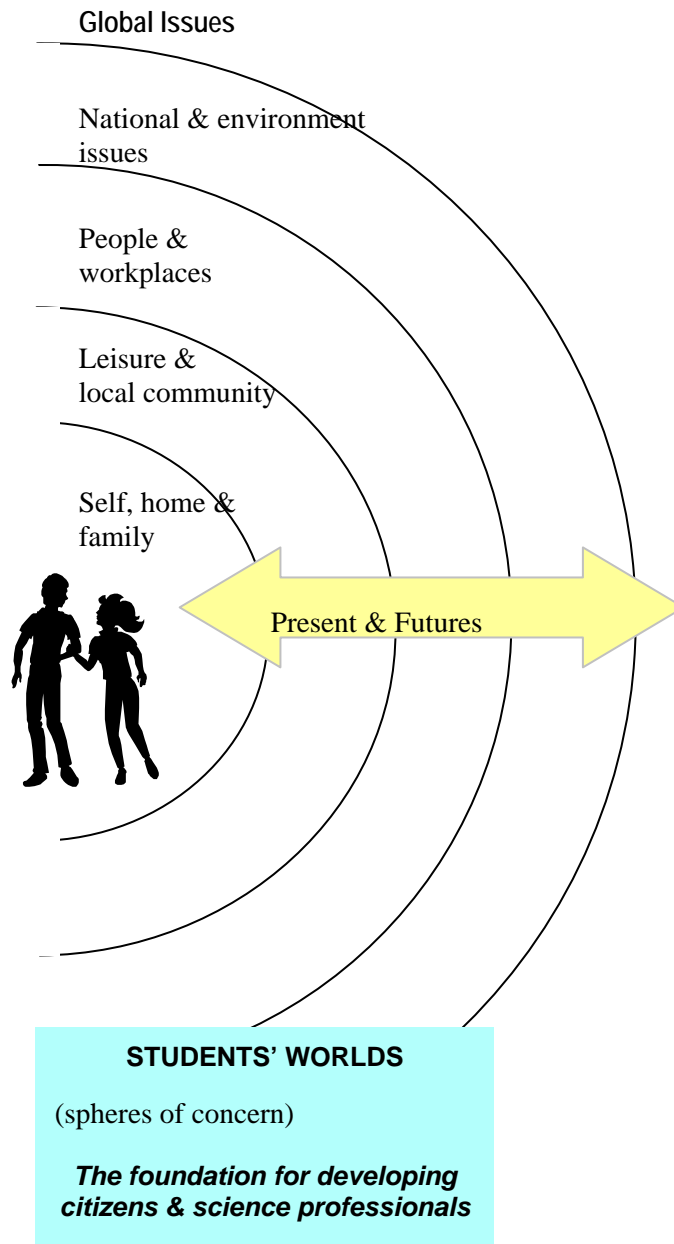 Global Issues
National & environment
issues
People &
workplaces
Leisure &
local community
Self, home &
family
Present & Futures
STUDENTS’ WORLDS
(spheres of concern)
The foundation for developing
citizens & science professionals